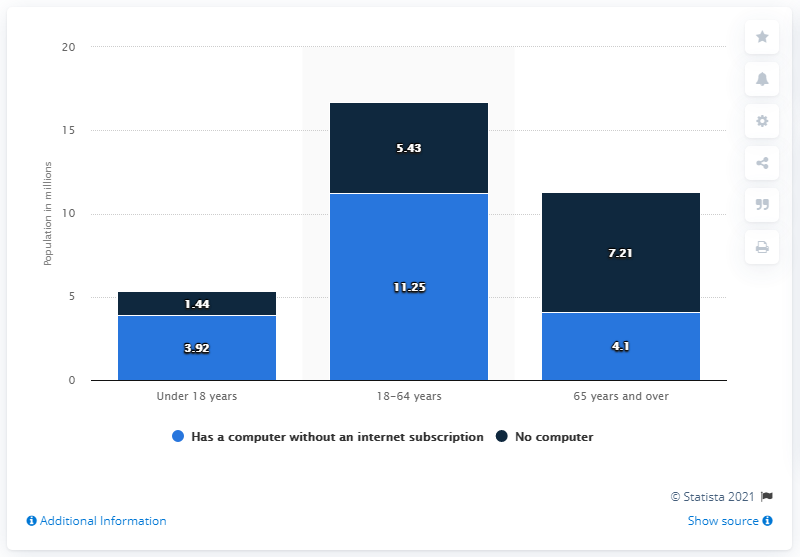 20
15
10
5
0
Population in millions
5.43
11.25
1.44
3.92
7.21
4.1
Under 18 years
18-64 years
65 years and over
Has a computer without an internet subscription
No computer
© Statista 2021
Additional Information
Show source